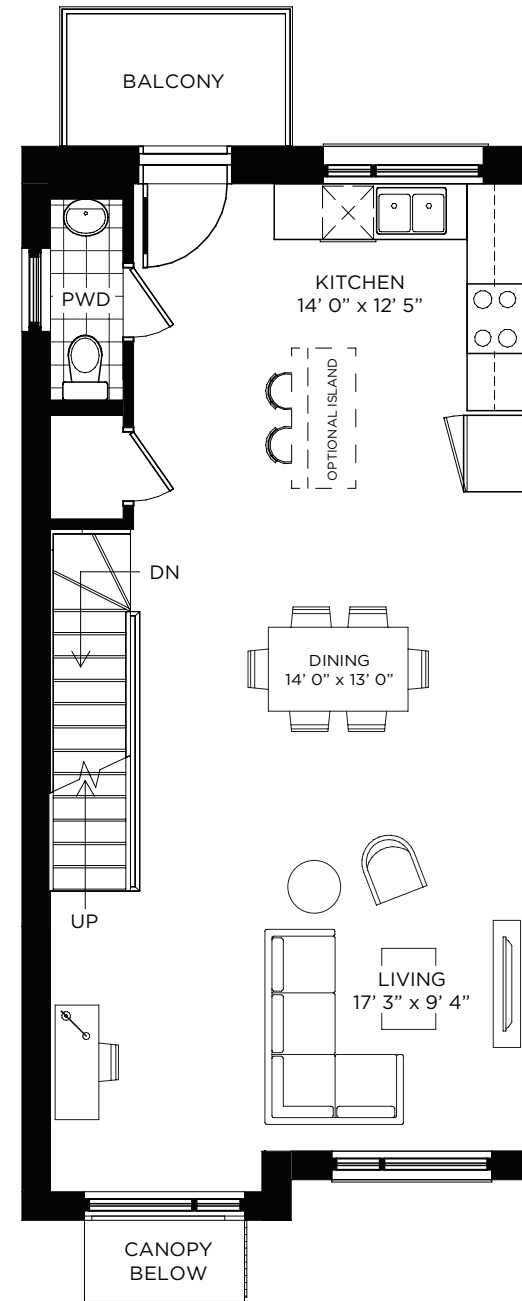 BALCONY
PWD
KITCHEN
14’ 0” x 12’ 5”
OPTIONAL ISLAND
DN
DINING
14’ 0” x 13’ 0”
UP
LIVING
17’ 3” x 9’ 4”
CANOPY
BELOW